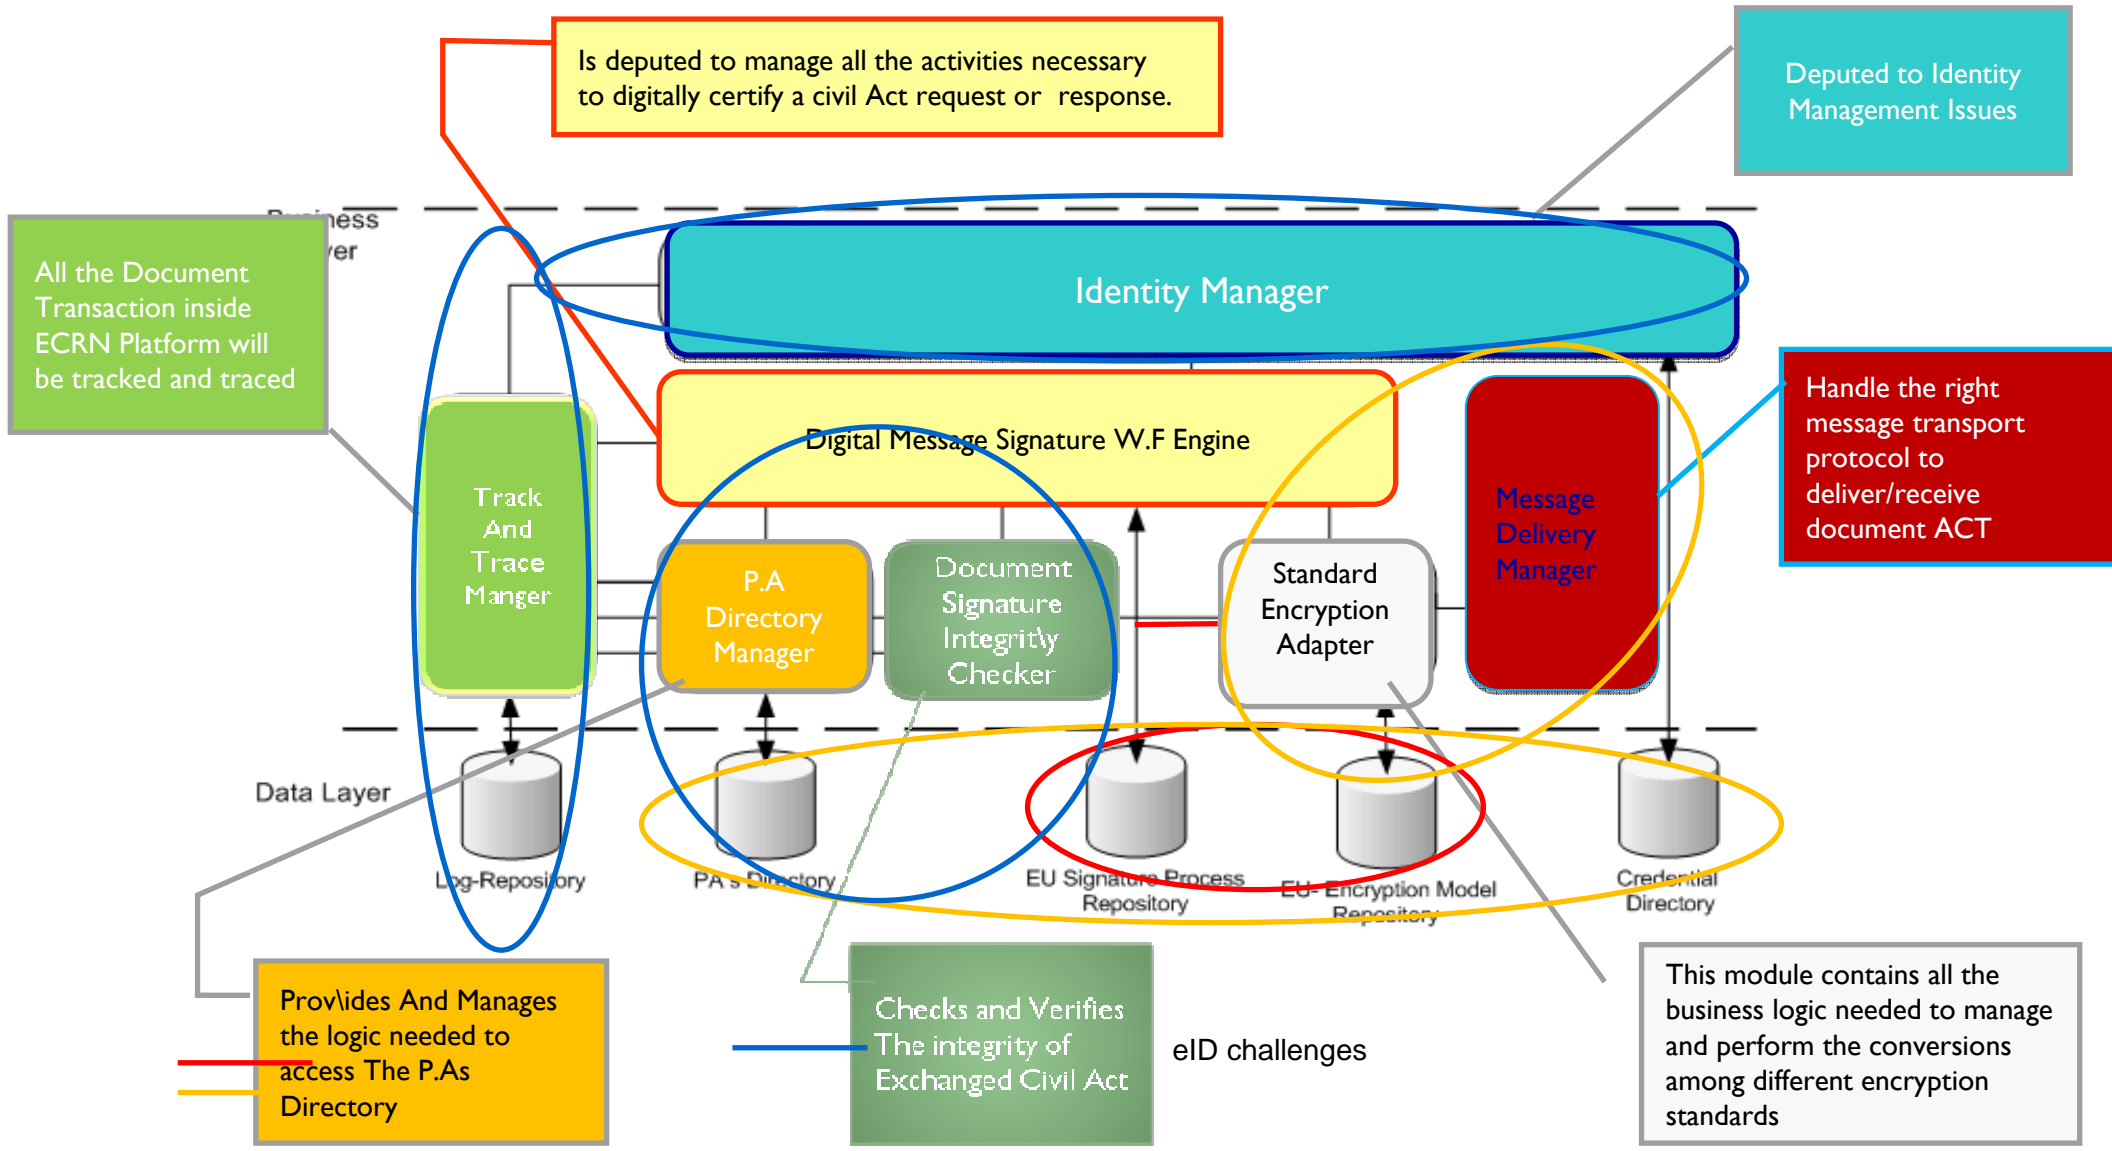 Is deputed to manage all the activities necessary
to digitally certify a civil Act request or response.
Deputed to Identity
Management Issues
All the Document
Transaction inside
ECRN Platform will
be tracked and traced
Identity Manager
Handle the right
message transport
protocol to
deliver/receive
document ACT
Digital Message Signature W.F Engine
Track
And
Trace
Manger
P.A
Directory
Manager
Document
Signature
Integrit\y
Checker
Standard
Encryption
Adapter
Message
Delivery
Manager
Data Layer
Log-Repository
PA's Directory
EU Signature Process
Repository
EU- Encryption Model
Repository
Credential
Directory
Prov\ides And Manages
the logic needed to
access The P.As
Directory
Checks and Verifies
The integrity of
Exchanged Civil Act
eID challenges
This module contains all the
business logic needed to manage
and perform the conversions
among different encryption
standards